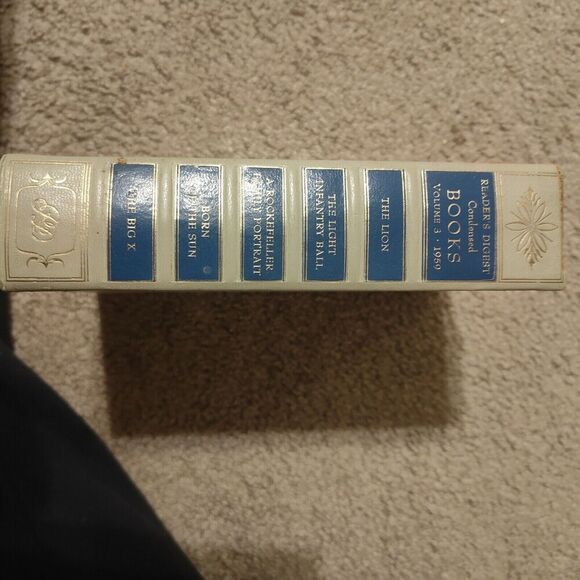 READER'S DIGEST
Condensed
BOOKS
VOLUME 3 · 1959
THE LION
THE LIGHT
INFANTRY BALL
A ROCKEFELLER
FAMILY PORTRAIT
BORN
THE SUN
THE BIG X